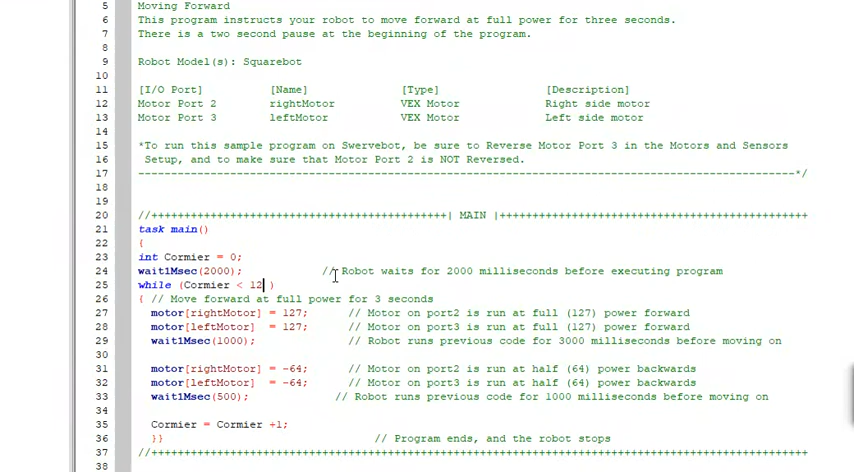 5 Moving Forward
6 This program instructs your robot to move forward at full power for three seconds.
7 There is a two second pause at the beginning of the program.
8
9 Robot Model(s): Squarebot
10
11 [I/O Port] [Name] [Type] [Description]
12 Motor Port 2 rightMotor VEX Motor Right side motor
13 Motor Port 3 leftMotor VEX Motor Left side motor
14
15 *To run this sample program on Swervebot, be sure to Reverse Motor Port 3 in the Motors and Sensors
16 Setup, and to make sure that Motor Port 2 is NOT Reversed.
17 ----------------------------------------------------------------------------------------------------*/
18
19
20 //+++++++++++++++++++++++++++++++++++++++++++++++| MAIN |+++++++++++++++++++++++++++++++++++++++++++++++
21 task main()
22 {
23 int Cormier = 0;
24 wait1Msec(2000); // Robot waits for 2000 milliseconds before executing program
25 while (Cormier < 12 )
26 { // Move forward at full power for 3 seconds
27 motor[rightMotor] = 127; // Motor on port2 is run at full (127) power forward
28 motor[leftMotor] = 127; // Motor on port3 is run at full (127) power forward
29 wait1Msec(1000); // Robot runs previous code for 3000 milliseconds before moving on
30
31 motor[rightMotor] = -64; // Motor on port2 is run at half (64) power backwards
32 motor[leftMotor] = -64; // Motor on port3 is run at half (64) power backwards
33 wait1Msec(500); // Robot runs previous code for 1000 milliseconds before moving on
34
35 Cormier = Cormier +1;
36 }} // Program ends, and the robot stops
37 //++++++++++++++++++++++++++++++++++++++++++++++++++++++++++++++++++++++++++++++++++++++++++++++++++++
38